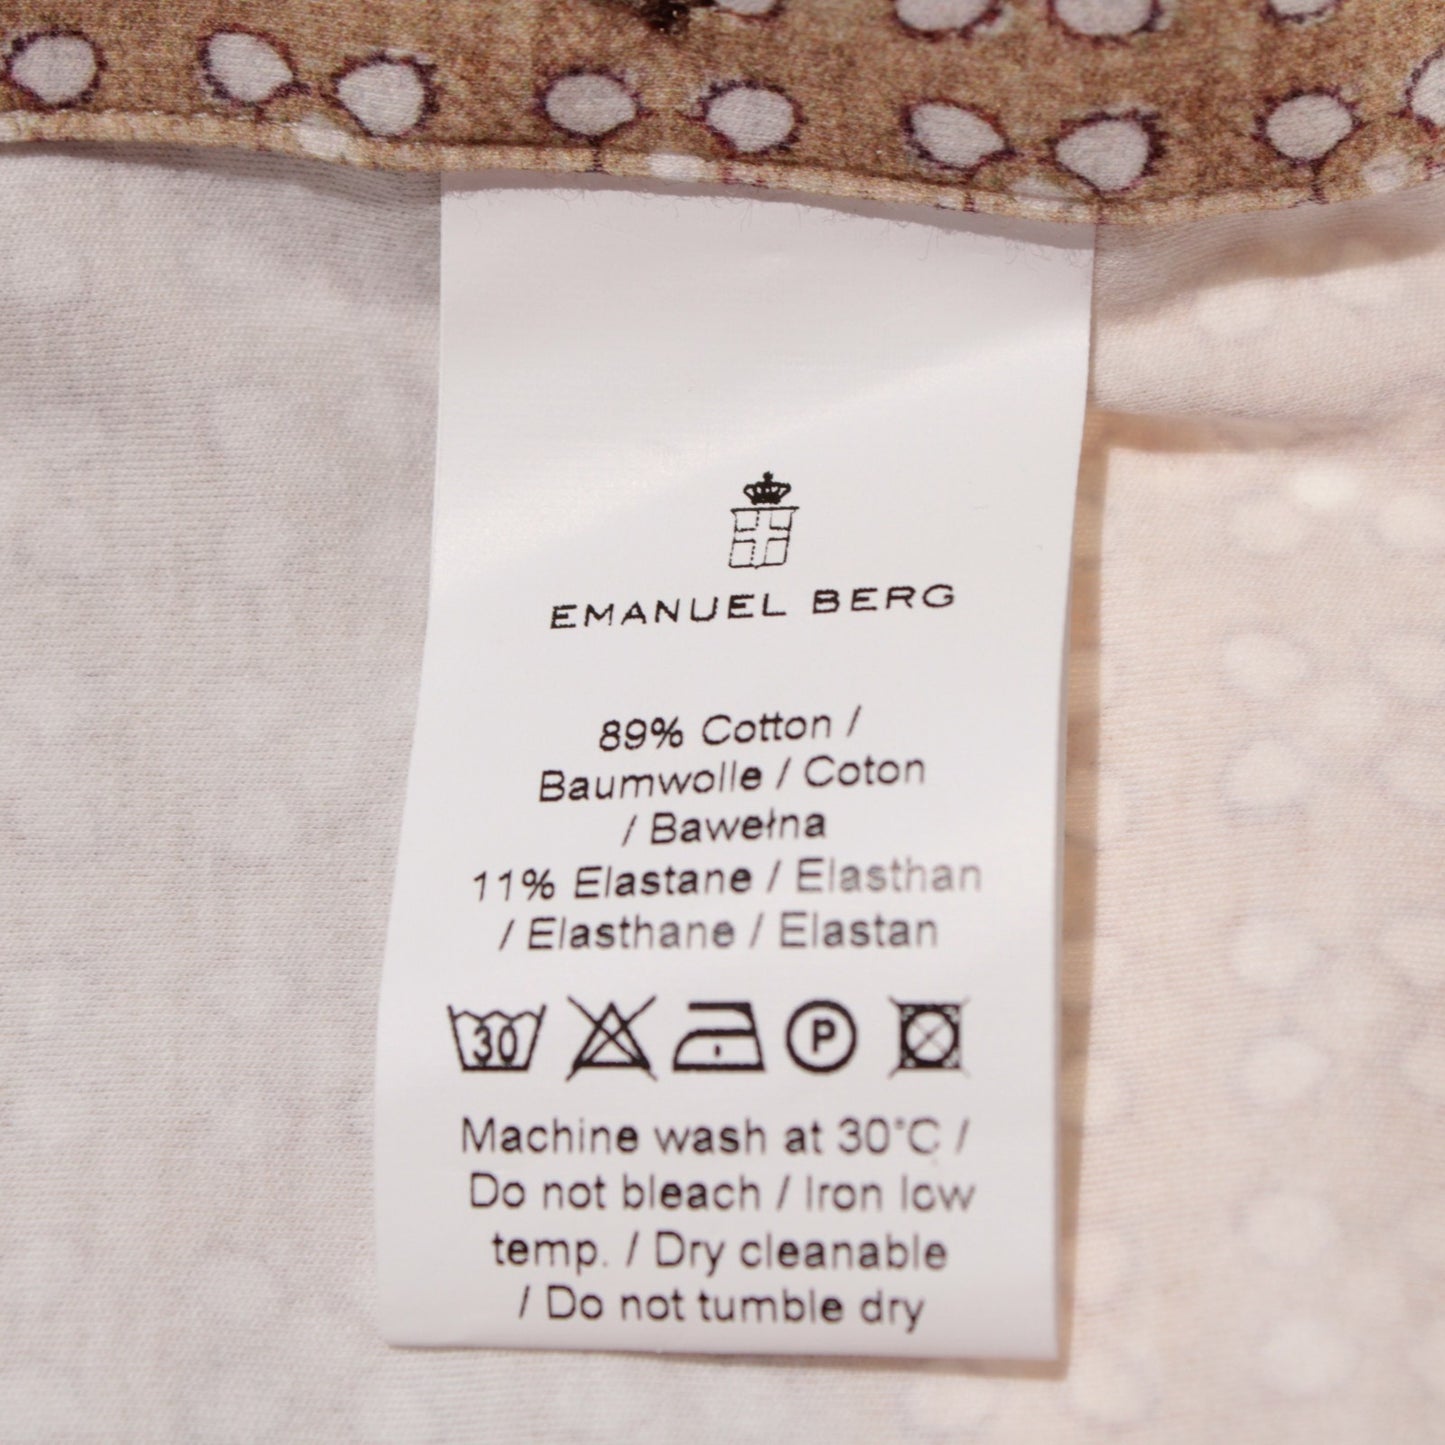 EMANUEL BERG
89% Cotton /
Baumwolle / Coton
/ Bawełna
11% Elastane / Elasthan
/ Elasthane / Elastan
30 P
Machine wash at 30°C /
Do not bleach / Iron low
temp. / Dry cleanable
/ Do not tumble dry